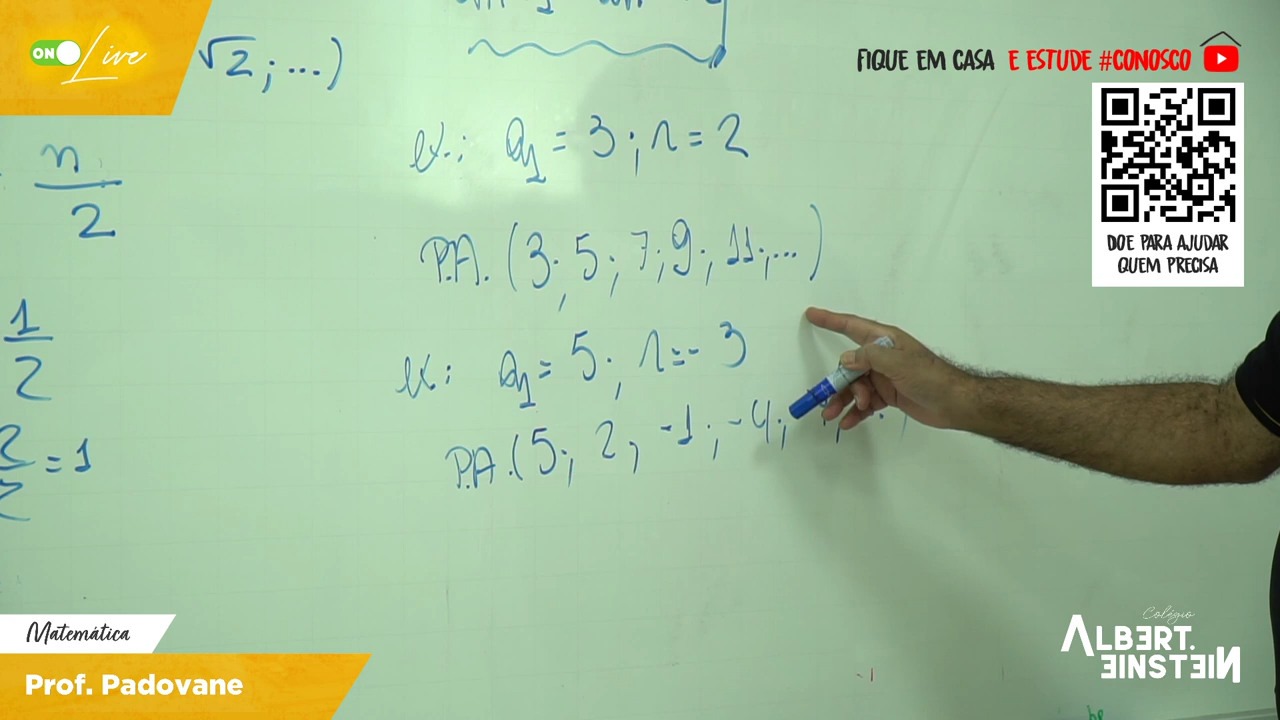 ON Live
FIQUE EM CASA E ESTUDE #CONOSCO
DOE PARA AJUDAR
QUEM PRECISA
√2; ...)
n
2
1
2
2 = 1
2
ex.: a1 = 3; r = 2
P.A. (3; 5; 7; 9; 11; ...)
ex: a1 = 5; r = - 3
P.A. (5; 2; -1; -4;
Matemática
Prof. Padovane
Colégio
ALBERT.
EINSTEIN